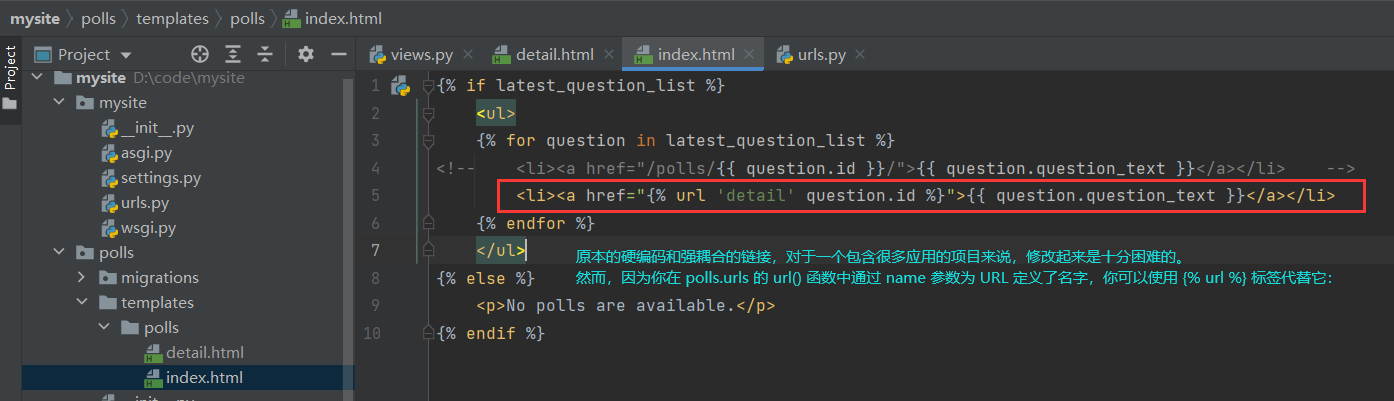 mysite polls templates polls index.html
Project
Project
views.py detail.html index.html urls.py
mysite D:\code\mysite
mysite
__init__.py
asgi.py
settings.py
urls.py
wsgi.py
polls
migrations
templates
polls
detail.html
index.html
__init__.py
1 {% if latest_question_list %}
2 <ul>
3 {% for question in latest_question_list %}
4 <!-- <li><a href="/polls/{{ question.id }}/">{{ question.question_text }}</a></li> -->
5 <li><a href="{% url 'detail' question.id %}">{{ question.question_text }}</a></li>
6 {% endfor %}
7 </ul>
原本的硬编码和强耦合的链接，对于一个包含很多应用的项目来说，修改起来是十分困难的。
然而，因为你在 polls.urls 的 url() 函数中通过 name 参数为 URL 定义了名字，你可以使用 {% url %} 标签代替它：
8 {% else %}
9 <p>No polls are available.</p>
10 {% endif %}